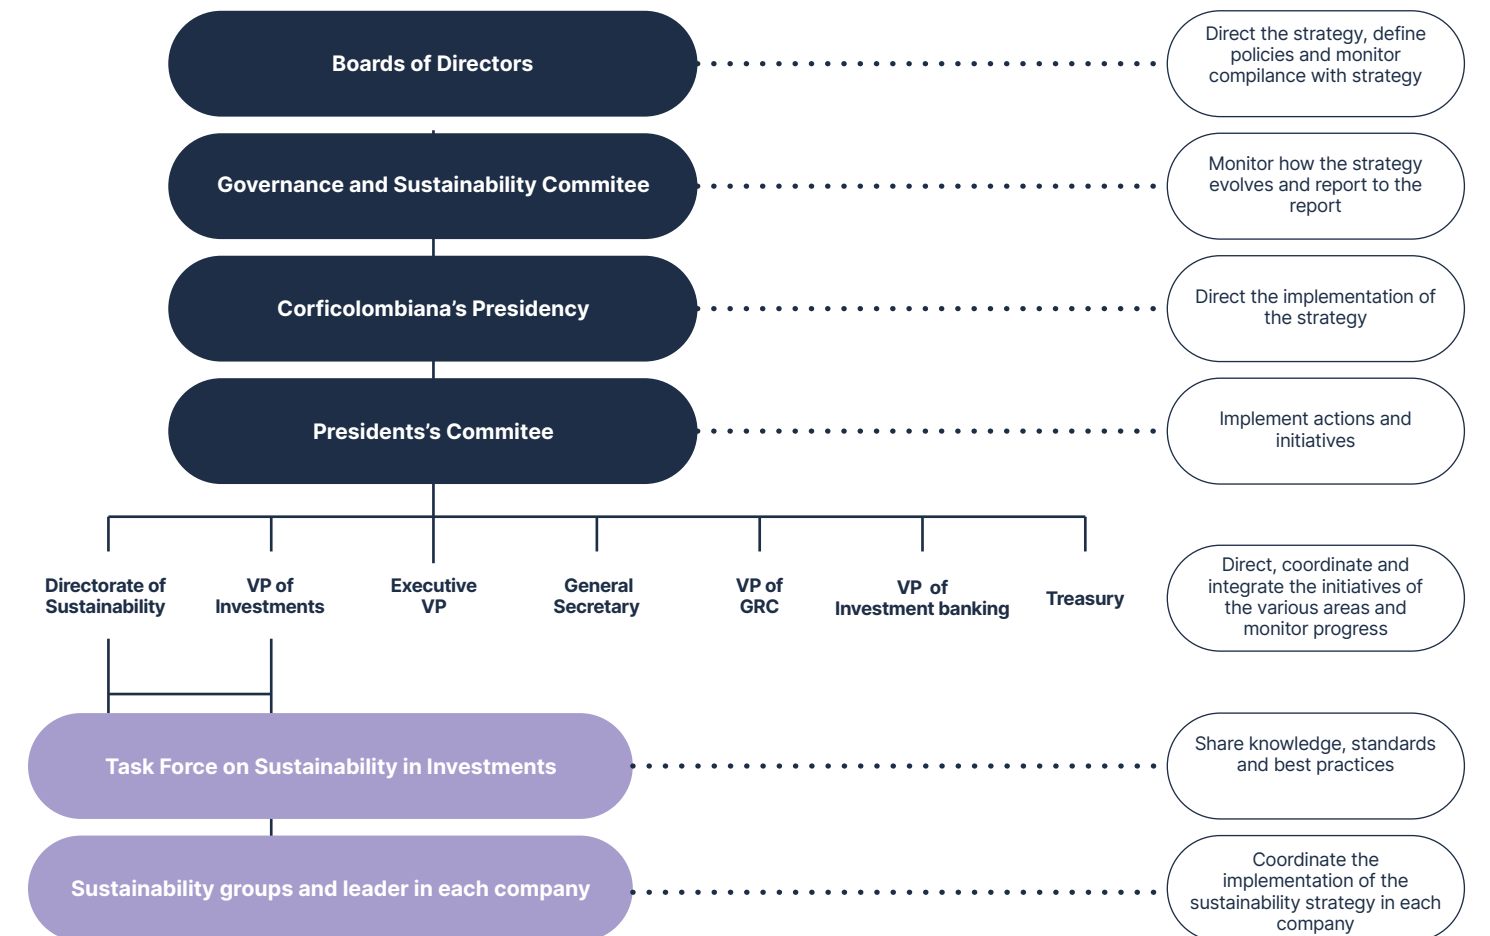 Boards of Directors
Direct the strategy, define
policies and monitor
compilance with strategy
Governance and Sustainability Commitee
Monitor how the strategy
evolves and report to the
report
Corficolombiana’s Presidency
Direct the implementation of
the strategy
Presidents’s Commitee
Implement actions and
initiatives
Directorate of
Sustainability
VP of
Investments
Executive
VP
General
Secretary
VP of
GRC
VP of
Investment banking
Treasury
Direct, coordinate and
integrate the initiatives of
the various areas and
monitor progress
Task Force on Sustainability in Investments
Share knowledge, standards
and best practices
Sustainability groups and leader in each company
Coordinate the
implementation of the
sustainability strategy in each
company